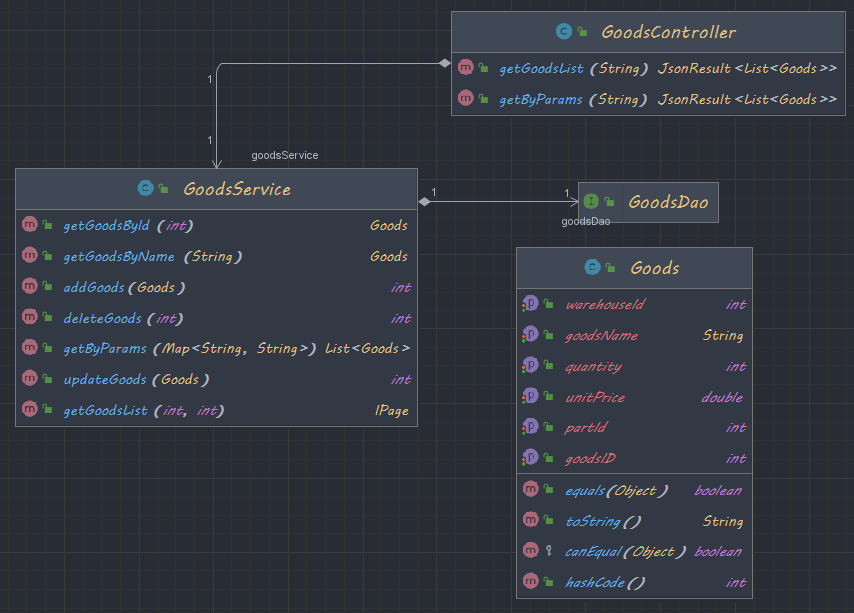 GoodsController
getGoodsList (String) JsonResult<List<Goods>>
getByParams (String) JsonResult<List<Goods>>
1
1
goodsService
GoodsService
getGoodsById (int) Goods
getGoodsByName (String) Goods
addGoods (Goods) int
deleteGoods (int) int
getByParams (Map<String, String>) List<Goods>
updateGoods (Goods) int
getGoodsList (int, int) IPage
1
1
GoodsDao
goodsDao
Goods
warehouseId int
goodsName String
quantity int
unitPrice double
partId int
goodsID int
equals(Object) boolean
toString() String
canEqual(Object) boolean
hashCode() int